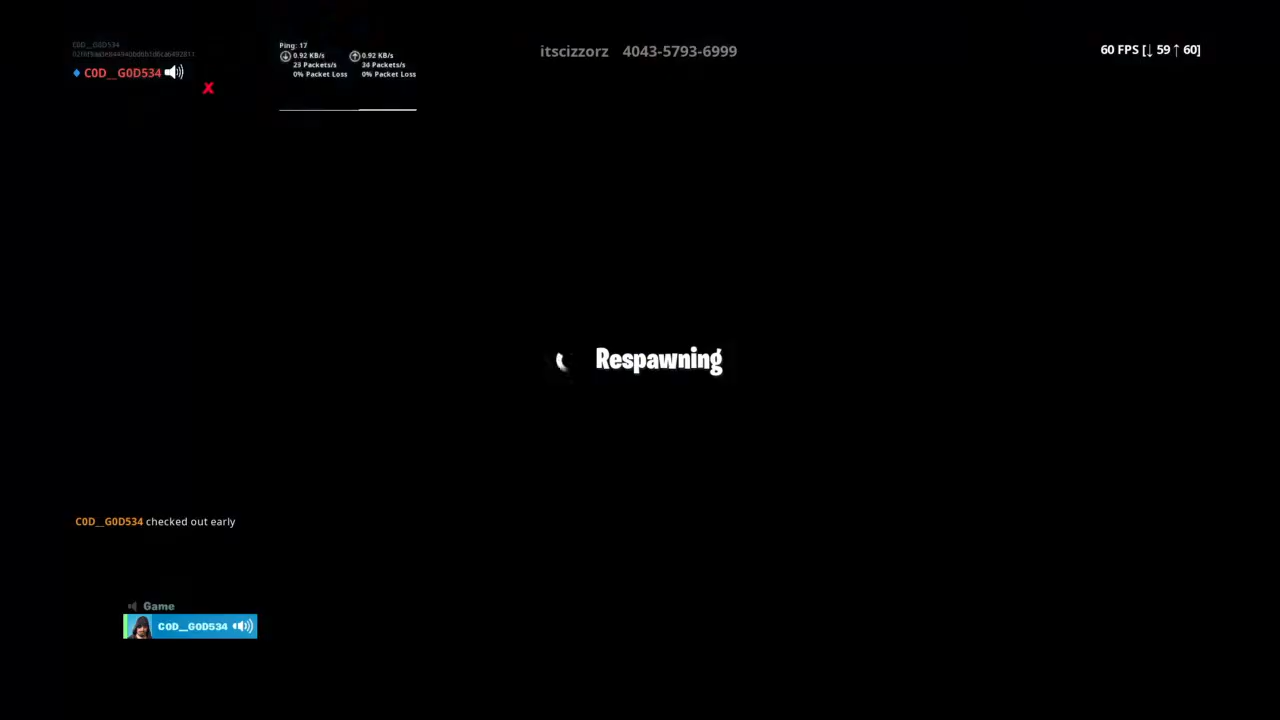 C0D__G0D534
C0D__G0D534
Ping: 17
0.92 KB/s 0.92 KB/s
23 Packets/s 34 Packets/s
0% Packet Loss 0% Packet Loss
itscizzorz 4043-5793-6999
60 FPS [↓ 59 ↑ 60]
X
Respawning
C0D__G0D534 checked out early
Game
C0D__G0D534